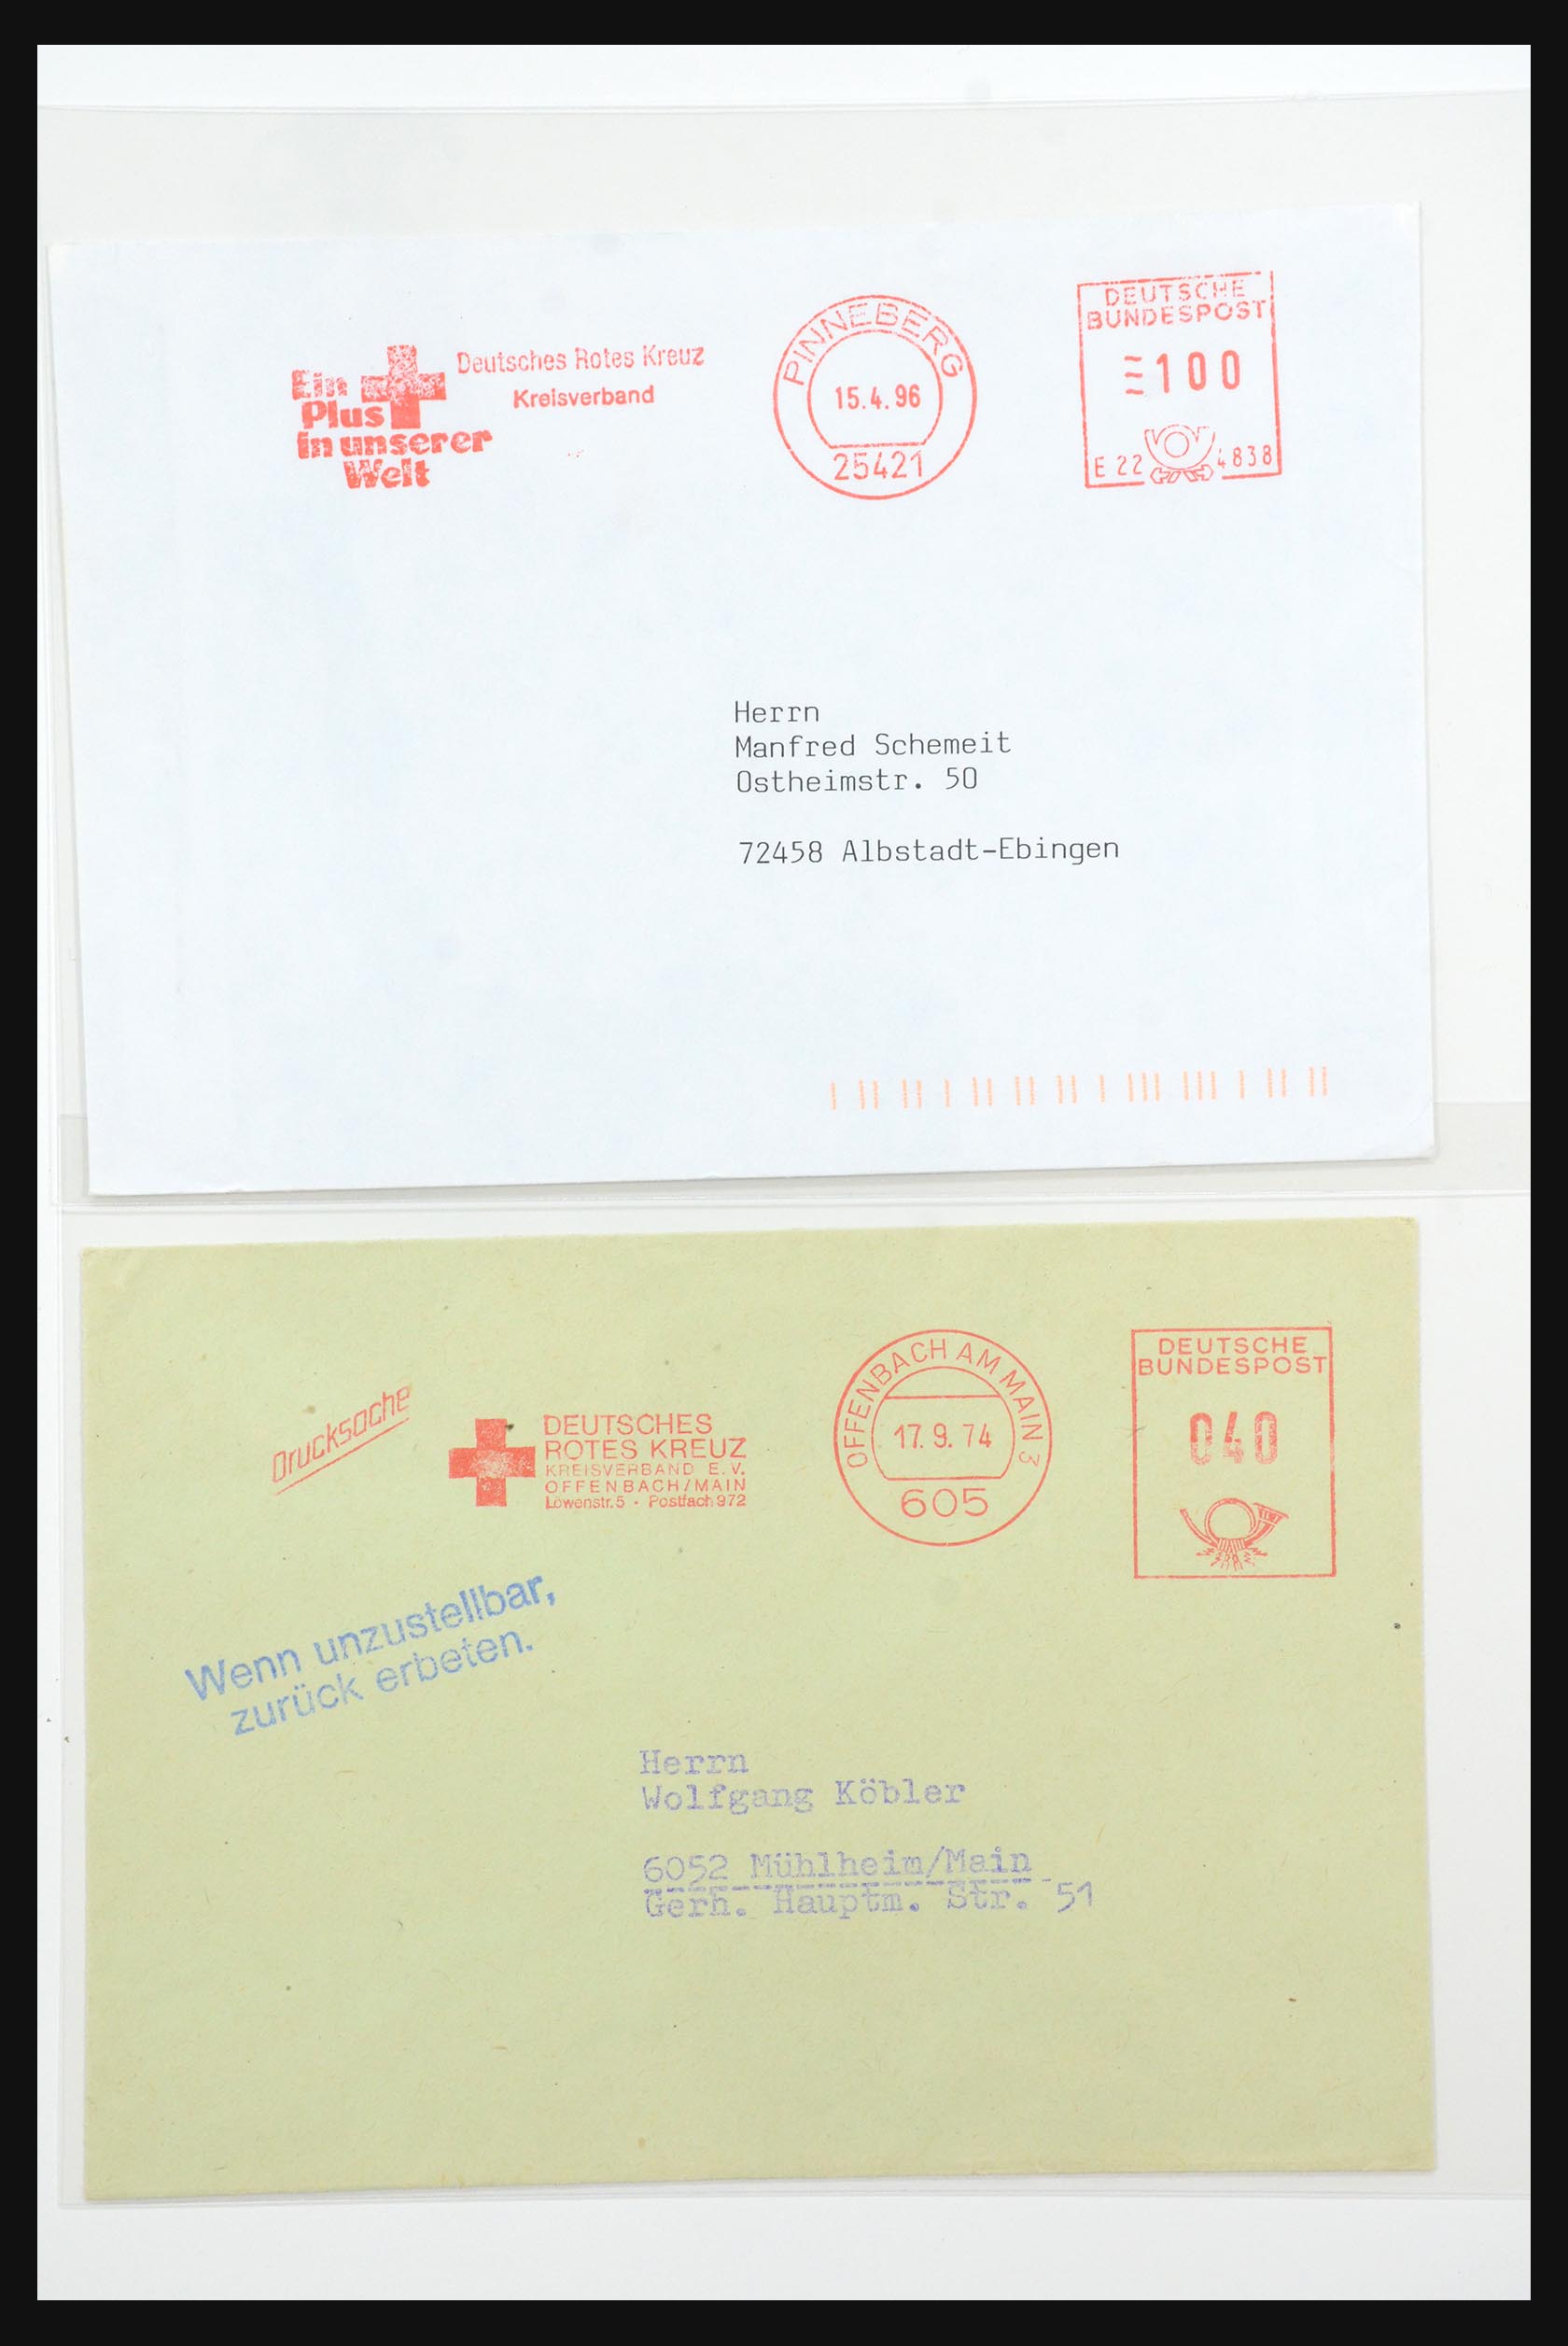 Ein
Plus
in unserer
Welt
Deutsches Rotes Kreuz
Kreisverband
PINNEBERG
15.4.96
25421
DEUTSCHE
BUNDESPOST
100
E 22 4838
Herrn
Manfred Schemeit
Ostheimstr. 50
72458 Albstadt-Ebingen
Drucksache
DEUTSCHES
ROTES KREUZ
KREISVERBAND E.V.
OFFENBACH/MAIN
Löwenstr. 5 · Postfach 972
OFFENBACH AM MAIN 3
17.9.74
605
DEUTSCHE
BUNDESPOST
040
Wenn unzustellbar,
zurück erbeten.
Herrn
Wolfgang Köbler
6052 Mühlheim/Main
Gerh. Hauptm. Str. 51